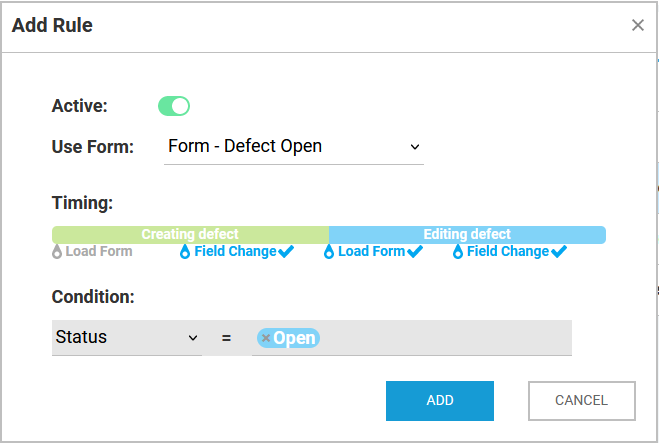 Add Rule
Active:
Use Form: Form - Defect Open
Timing:
Creating defect Editing defect
Load Form Field Change Load Form Field Change
Condition:
Status = Open
ADD CANCEL